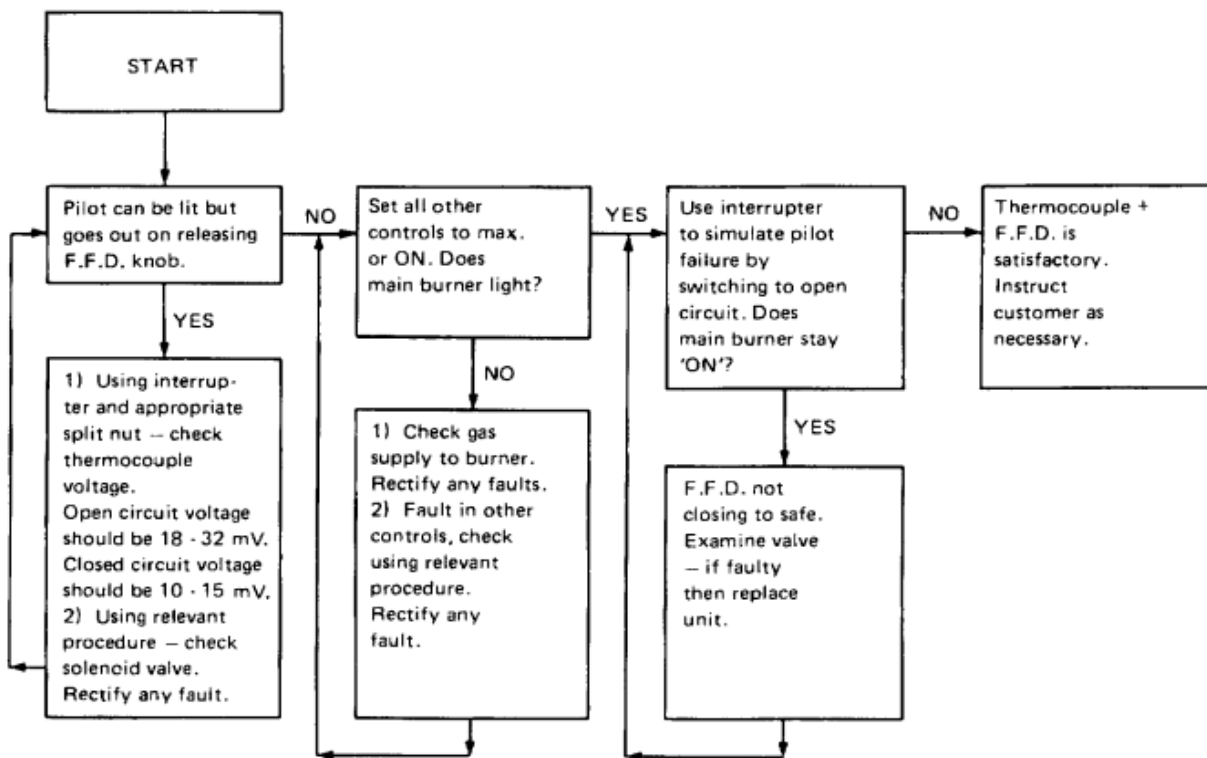 START
Pilot can be lit but
goes out on releasing
F.F.D. knob.
NO
Set all other
controls to max.
or ON. Does
main burner light?
YES
Use interrupter
to simulate pilot
failure by
switching to open
circuit. Does
main burner stay
'ON'?
NO
Thermocouple +
F.F.D. is
satisfactory.
Instruct
customer as
necessary.
YES
1) Using interrup-
ter and appropriate
split nut – check
thermocouple
voltage.
Open circuit voltage
should be 18 - 32 mV.
Closed circuit voltage
should be 10 - 15 mV.
2) Using relevant
procedure – check
solenoid valve.
Rectify any fault.
NO
1) Check gas
supply to burner.
Rectify any faults.
2) Fault in other
controls, check
using relevant
procedure.
Rectify any
fault.
YES
F.F.D. not
closing to safe.
Examine valve
– if faulty
then replace
unit.